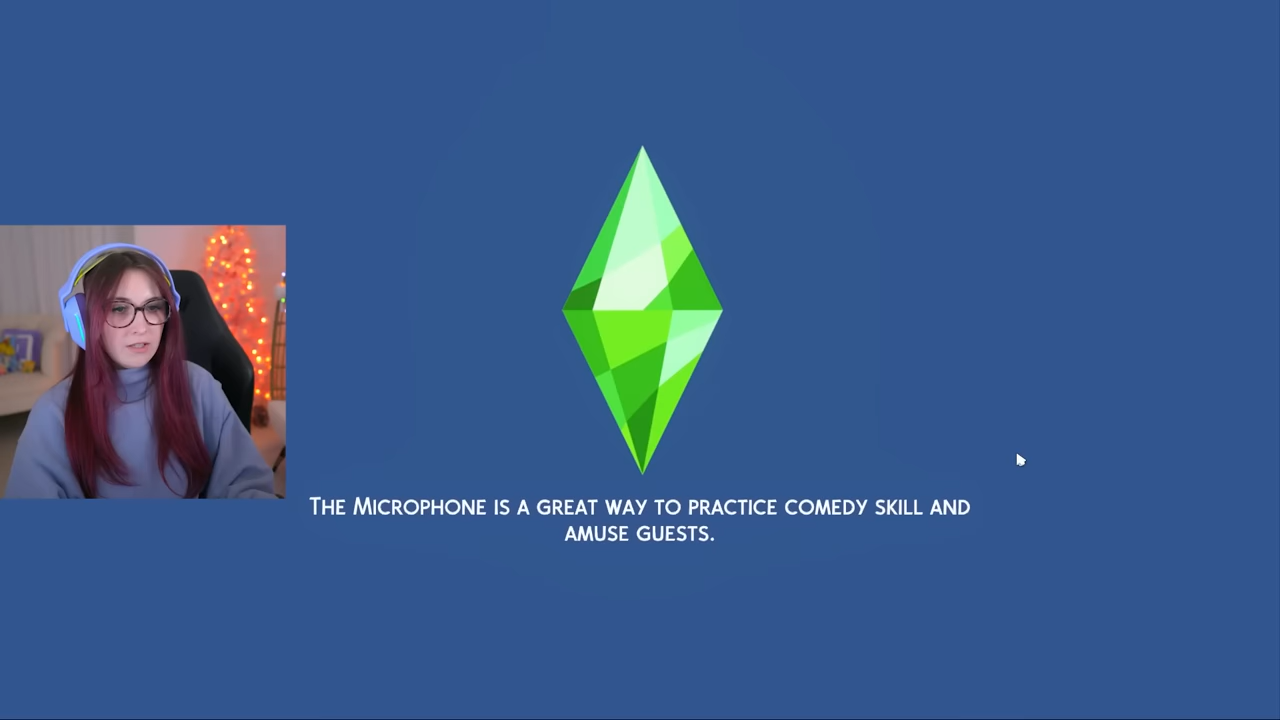 The Microphone is a great way to practice comedy skill and
amuse guests.